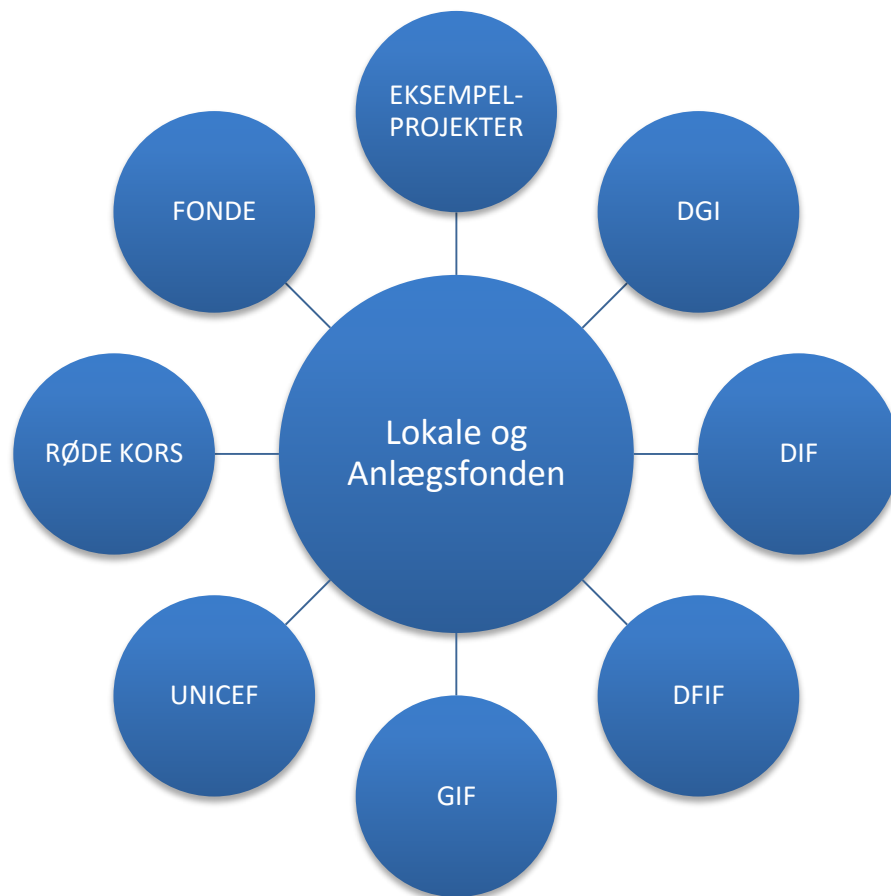 EKSEMPEL-
PROJEKTER
FONDE
DGI
RØDE KORS
Lokale og
Anlægsfonden
DIF
UNICEF
DFIF
GIF